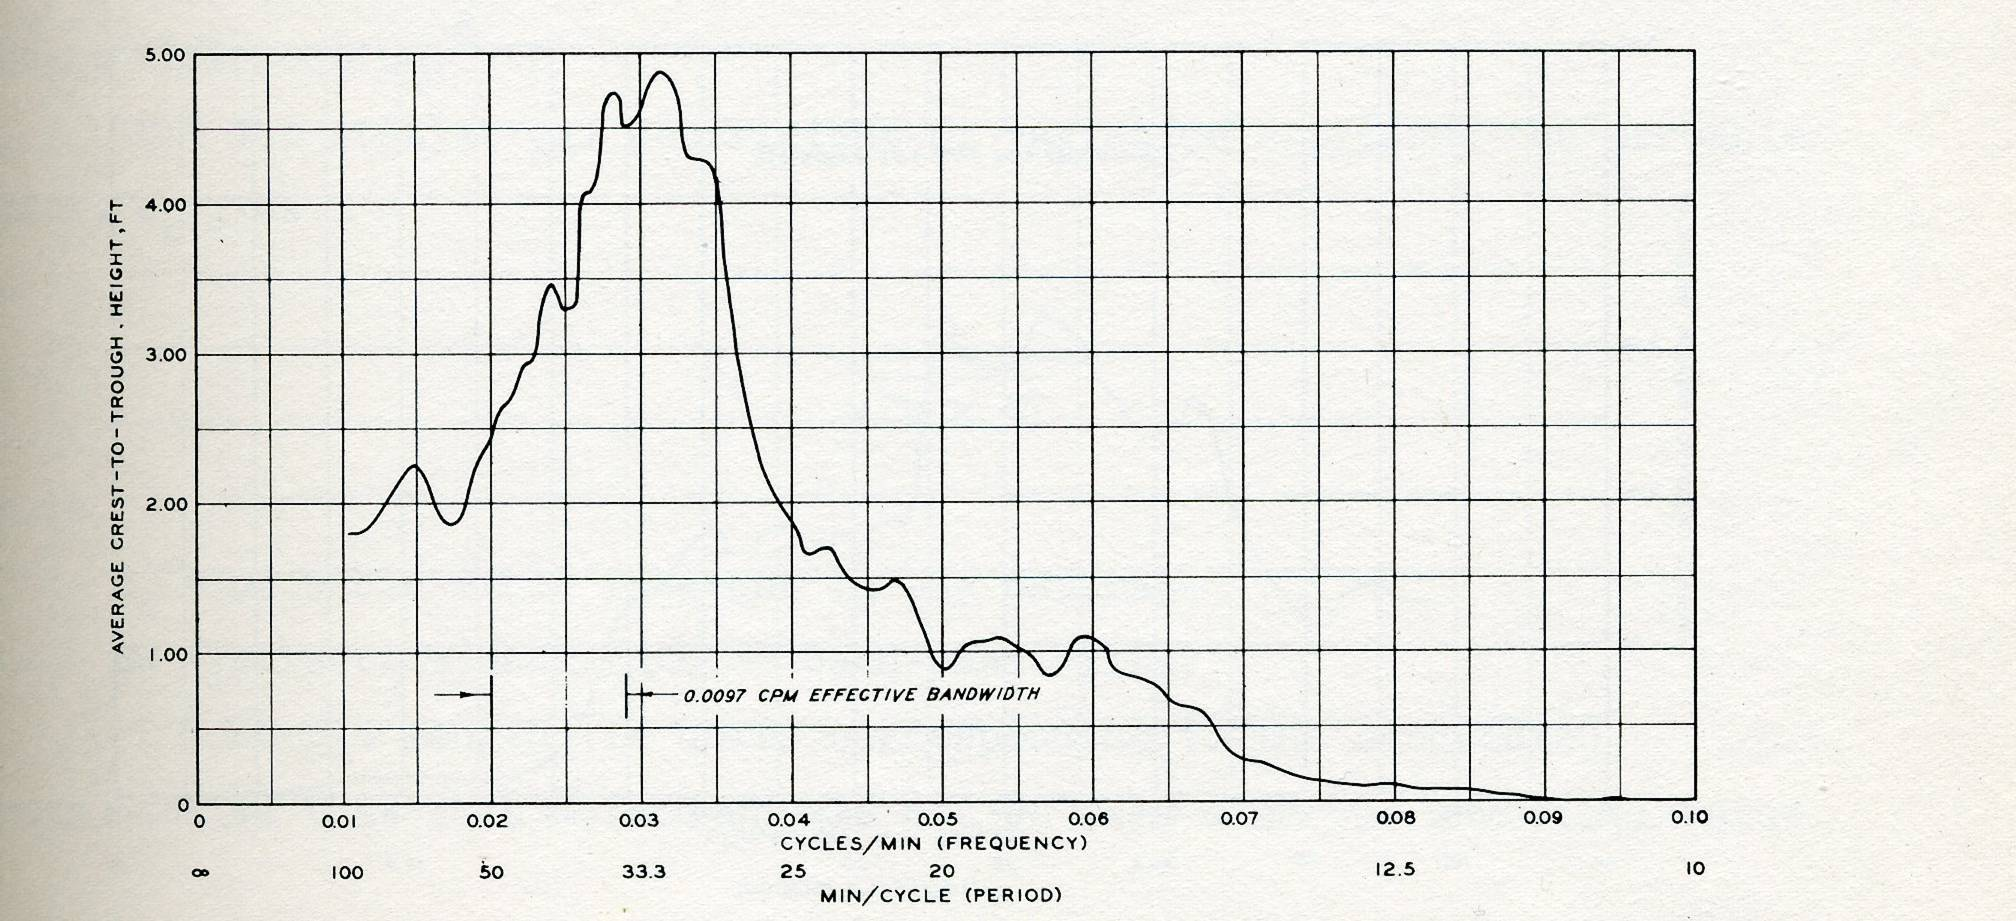 AVERAGE CREST-TO-TROUGH . HEIGHT, FT
5.00
4.00
3.00
2.00
1.00
0
0.0097 CPM EFFECTIVE BANDWIDTH
0 0.01 0.02 0.03 0.04 0.05 0.06 0.07 0.08 0.09 0.10
CYCLES/MIN (FREQUENCY)
∞ 100 50 33.3 25 20 12.5 10
MIN/CYCLE (PERIOD)